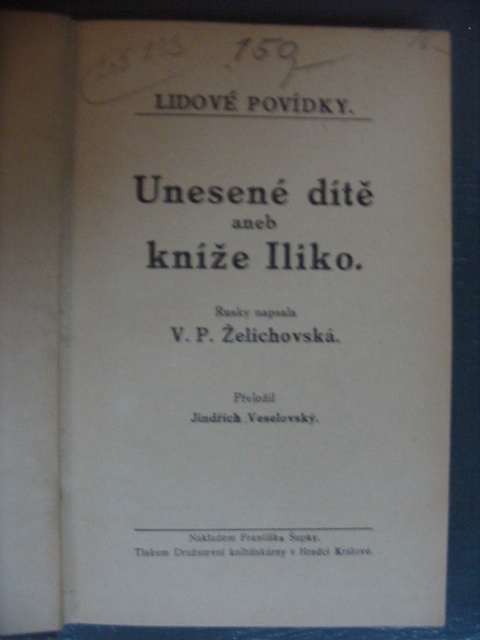 159
LIDOVÉ POVÍDKY.
Unesené dítě
aneb
kníže Iliko.
Rusky napsala
V. P. Želichovská.
Přeložil
Jindřich Veselovský.
Nákladem Františka Šupky.
Tiskem Družstevní knihtiskárny v Hradci Králové.